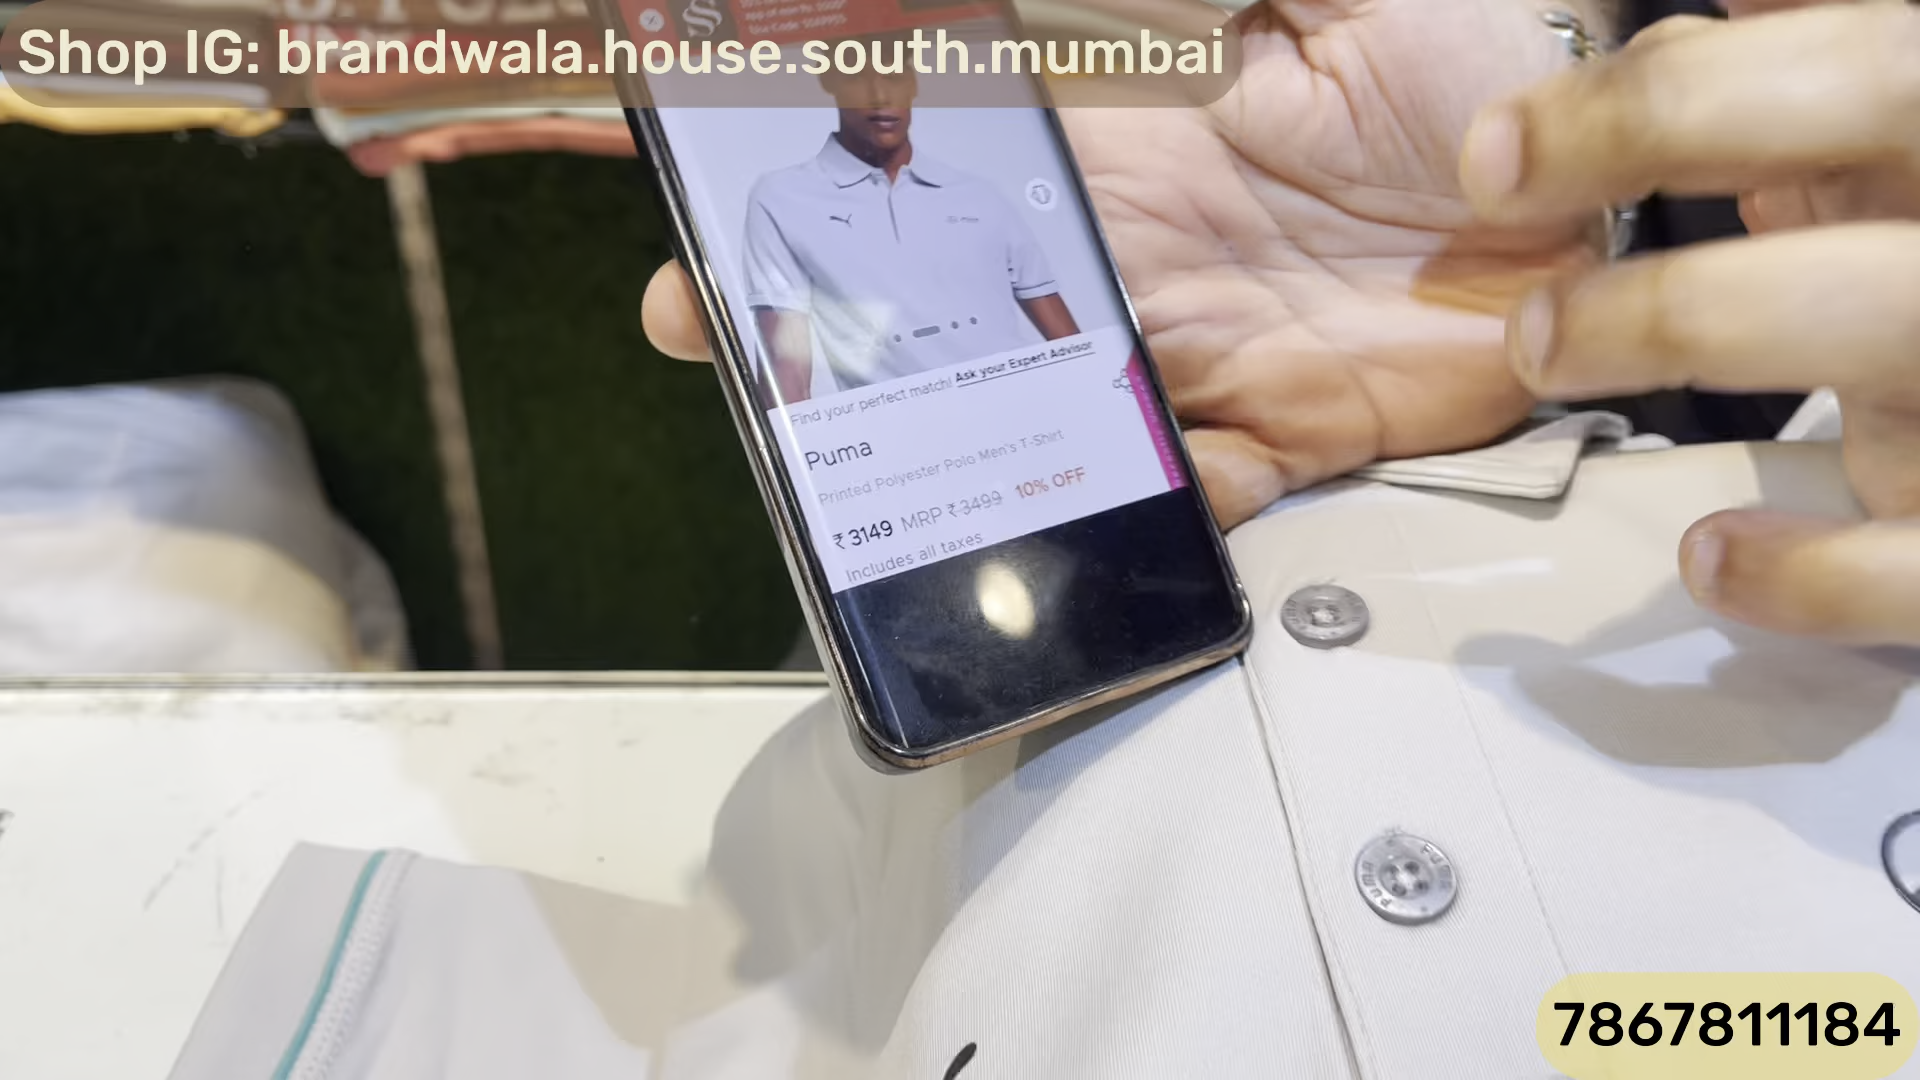 Shop IG: brandwala.house.south.mumbai
Find your perfect match! Ask your Expert Advisor
Puma
Printed Polyester Polo Men's T-Shirt
₹ 3149 MRP ₹ 3499 10% OFF
Includes all taxes
PUMA
7867811184